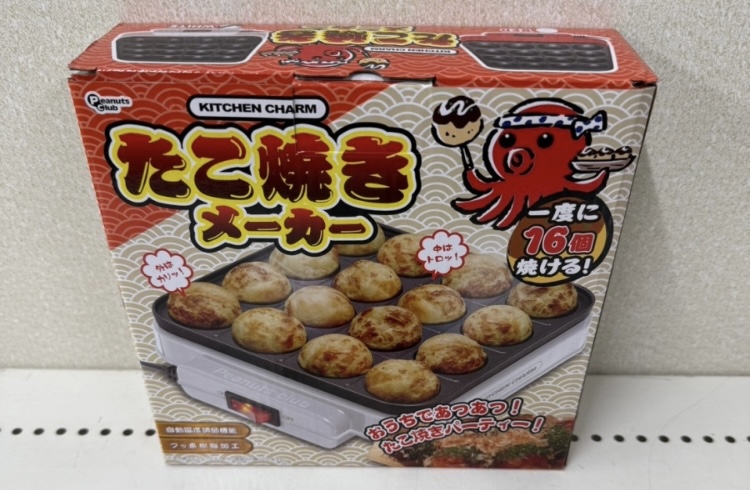 Peanuts Club
KITCHEN CHARM
たこ焼き
メーカー
一度に
16個
焼ける!
外はカリッ!
中はトロッ!
KITCHEN CHARM
自動温度調節機能
フッ素樹脂加工
おうちであつあつ!
たこ焼きパーティー!